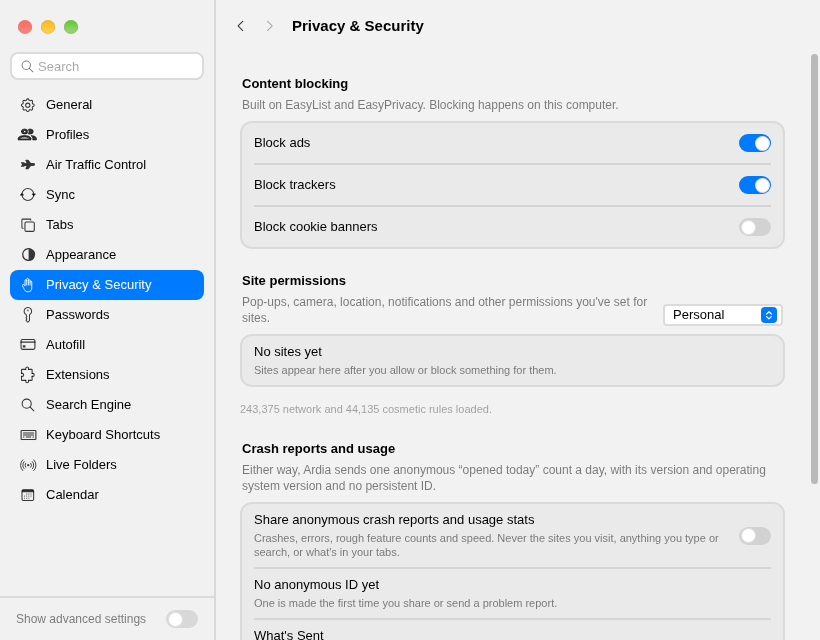 Privacy & Security
Search
General
Profiles
Air Traffic Control
Sync
Tabs
Appearance
Privacy & Security
Passwords
Autofill
Extensions
Search Engine
Keyboard Shortcuts
Live Folders
Calendar
Show advanced settings
Content blocking
Built on EasyList and EasyPrivacy. Blocking happens on this computer.
Block ads
Block trackers
Block cookie banners
Site permissions
Pop-ups, camera, location, notifications and other permissions you've set for
sites.
Personal
No sites yet
Sites appear here after you allow or block something for them.
243,375 network and 44,135 cosmetic rules loaded.
Crash reports and usage
Either way, Ardia sends one anonymous “opened today” count a day, with its version and operating
system version and no persistent ID.
Share anonymous crash reports and usage stats
Crashes, errors, rough feature counts and speed. Never the sites you visit, anything you type or
search, or what's in your tabs.
No anonymous ID yet
One is made the first time you share or send a problem report.
What's Sent